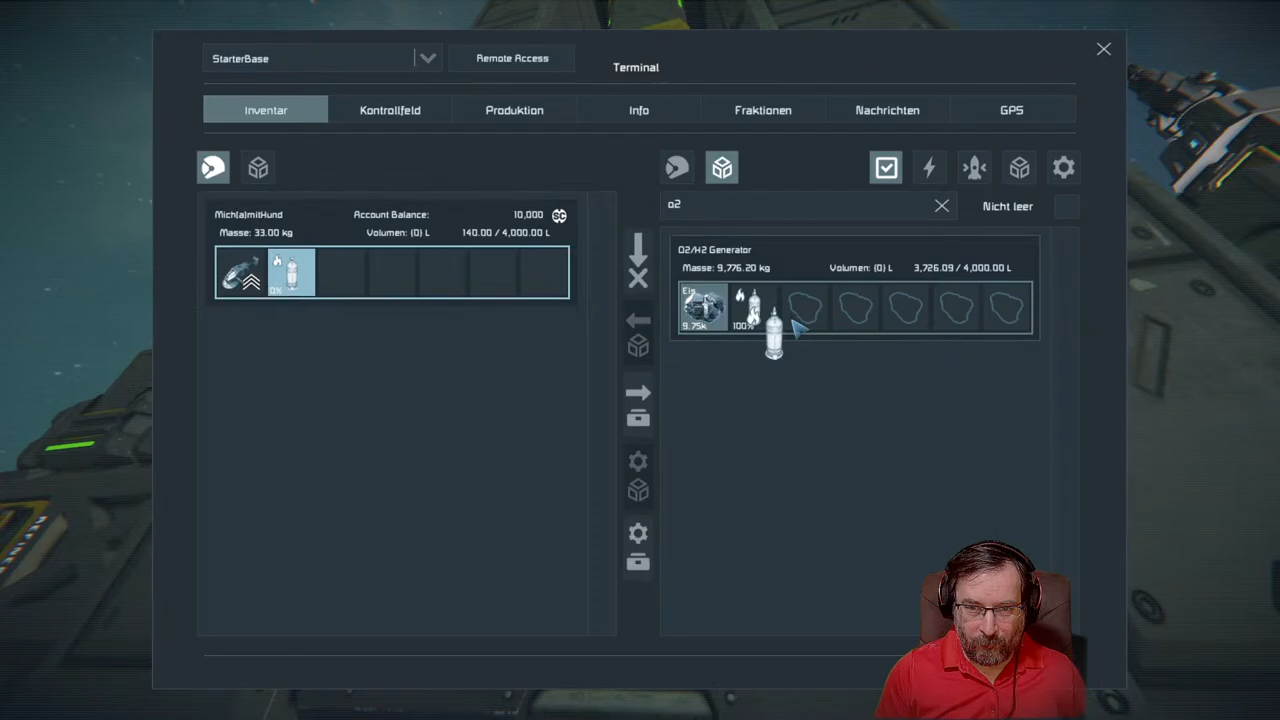 StarterBase
Remote Access
Terminal
Inventar
Kontrollfeld
Produktion
Info
Fraktionen
Nachrichten
GPS
o2
Nicht leer
Mich(a)mitHund Account Balance: 10,000 SC
Masse: 33.00 kg Volumen: (0) L 140.00 / 4,000.00 L
0%
O2/H2 Generator
Masse: 9,776.20 kg Volumen: (0) L 3,726.09 / 4,000.00 L
Eis
9.75k
100%